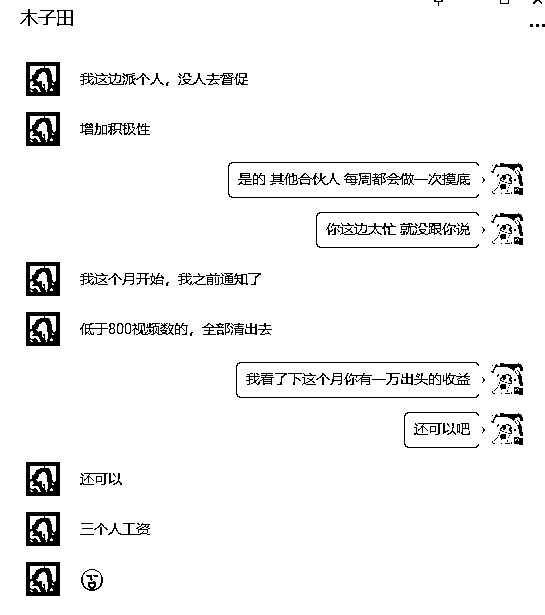 木子田
我这边派个人，没人去督促
增加积极性
是的 其他合伙人 每周都会做一次摸底
你这边太忙 就没跟你说
我这个月开始，我之前通知了
低于800视频数的，全部清出去
我看了下这个月你有一万出头的收益
还可以吧
还可以
三个人工资